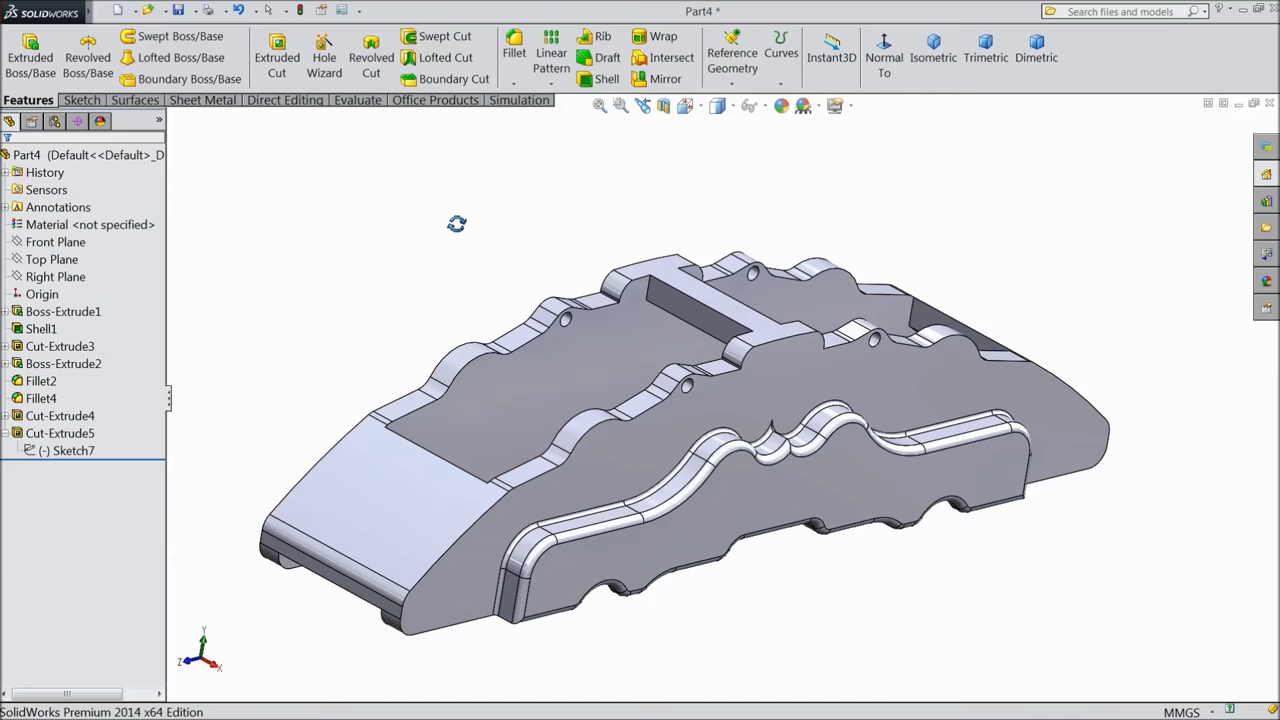 SOLIDWORKS
Part4 *
Search files and models
Extruded Boss/Base
Revolved Boss/Base
Swept Boss/Base
Lofted Boss/Base
Boundary Boss/Base
Extruded Cut
Hole Wizard
Revolved Cut
Swept Cut
Lofted Cut
Boundary Cut
Fillet
Linear Pattern
Rib
Draft
Shell
Wrap
Intersect
Mirror
Reference Geometry
Curves
Instant3D
Normal To
Isometric
Trimetric
Dimetric
Features
Sketch
Surfaces
Sheet Metal
Direct Editing
Evaluate
Office Products
Simulation
Part4 (Default<<Default>_D
History
Sensors
Annotations
Material <not specified>
Front Plane
Top Plane
Right Plane
Origin
Boss-Extrude1
Shell1
Cut-Extrude3
Boss-Extrude2
Fillet2
Fillet4
Cut-Extrude4
Cut-Extrude5
(-) Sketch7
Y
Z
X
SolidWorks Premium 2014 x64 Edition
MMGS